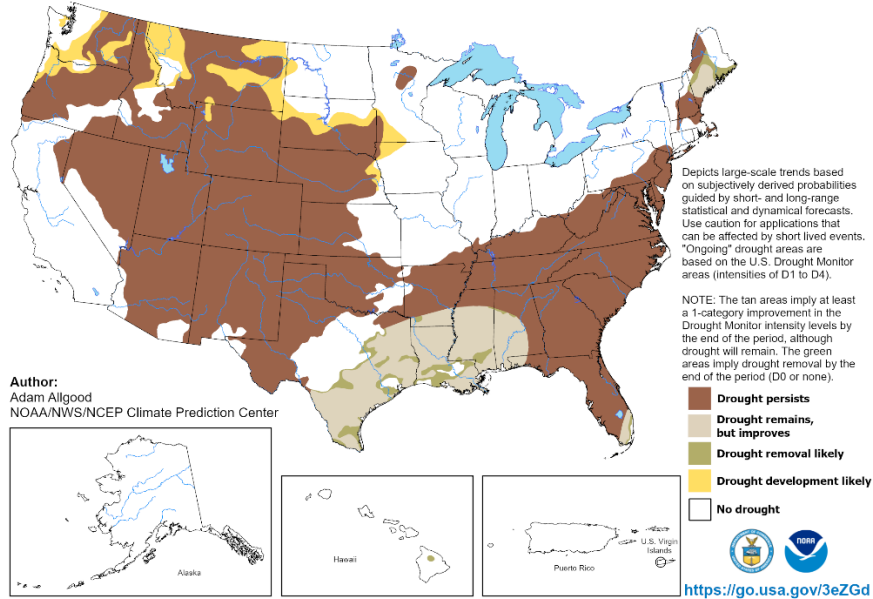 Depicts large-scale trends based
on subjectively derived probabilities
guided by short- and long-range
statistical and dynamical forecasts.
Use caution for applications that
can be affected by short lived events.
"Ongoing" drought areas are
based on the U.S. Drought Monitor
areas (intensities of D1 to D4).
NOTE: The tan areas imply at least
a 1-category improvement in the
Drought Monitor intensity levels by
the end of the period, although
drought will remain. The green
areas imply drought removal by the
end of the period (D0 or none).
Author:
Adam Allgood
NOAA/NWS/NCEP Climate Prediction Center
Drought persists
Drought remains,
but improves
Drought removal likely
Drought development likely
No drought
Alaska
Hawaii
Puerto Rico
U.S. Virgin
Islands
NOAA
https://go.usa.gov/3eZGd